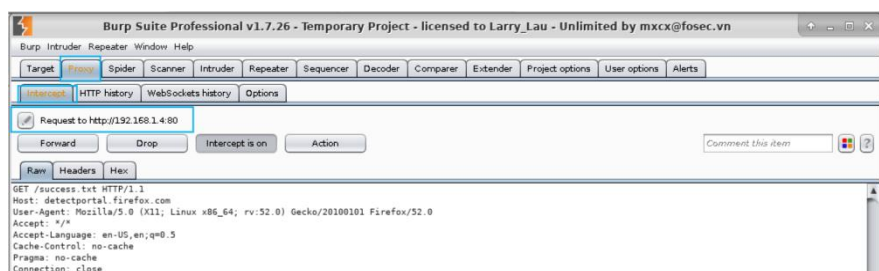 Burp Suite Professional v1.7.26 - Temporary Project - licensed to Larry_Lau - Unlimited by mxcx@fosec.vn
Burp Intruder Repeater Window Help
Target Proxy Spider Scanner Intruder Repeater Sequencer Decoder Comparer Extender Project options User options Alerts
Intercept HTTP history WebSockets history Options
Request to http://192.168.1.4:80
Forward Drop Intercept is on Action Comment this item ?
Raw Headers Hex
GET /success.txt HTTP/1.1
Host: detectportal.firefox.com
User-Agent: Mozilla/5.0 (X11; Linux x86_64; rv:52.0) Gecko/20100101 Firefox/52.0
Accept: */*
Accept-Language: en-US,en;q=0.5
Cache-Control: no-cache
Pragma: no-cache
Connection: close